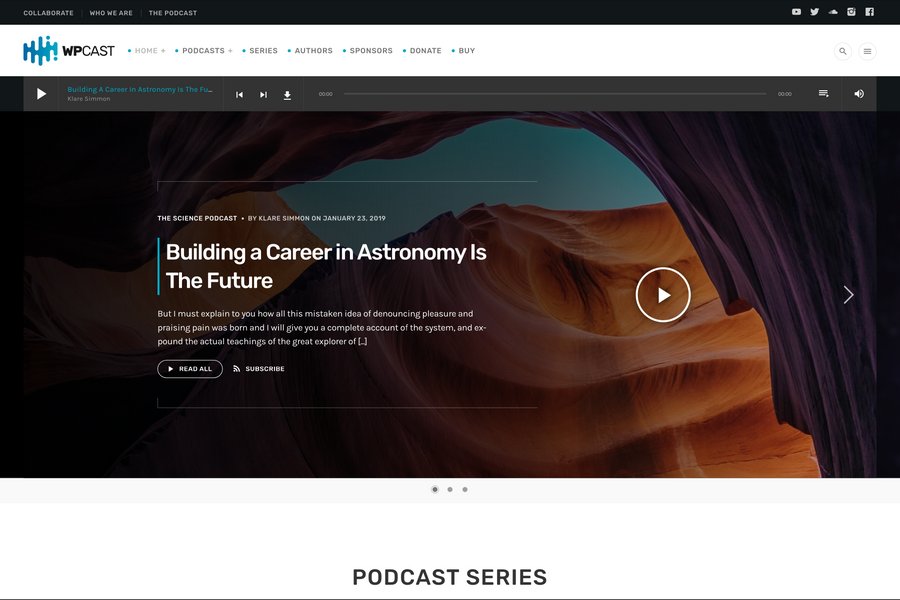 COLLABORATE WHO WE ARE THE PODCAST
WPCAST HOME + PODCASTS + SERIES AUTHORS SPONSORS DONATE BUY
Building A Career In Astronomy Is The Fu...
Klare Simmon
00:00 00:00
THE SCIENCE PODCAST • BY KLARE SIMMON ON JANUARY 23, 2019
Building a Career in Astronomy Is
The Future
But I must explain to you how all this mistaken idea of denouncing pleasure and
praising pain was born and I will give you a complete account of the system, and ex-
pound the actual teachings of the great explorer of [...]
READ ALL SUBSCRIBE
PODCAST SERIES